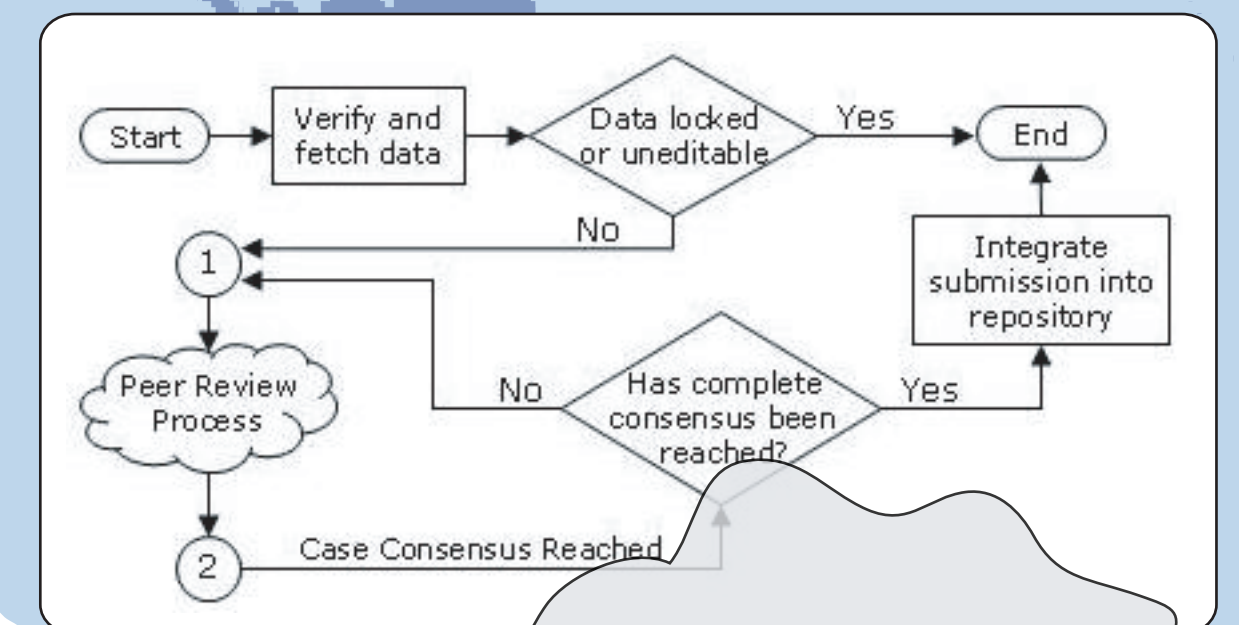 Start
Verify and
fetch data
Data locked
or uneditable
Yes
End
No
1
Integrate
submission into
repository
Peer Review
Process
No
Has complete
consensus been
reached?
Yes
2
Case Consensus Reached